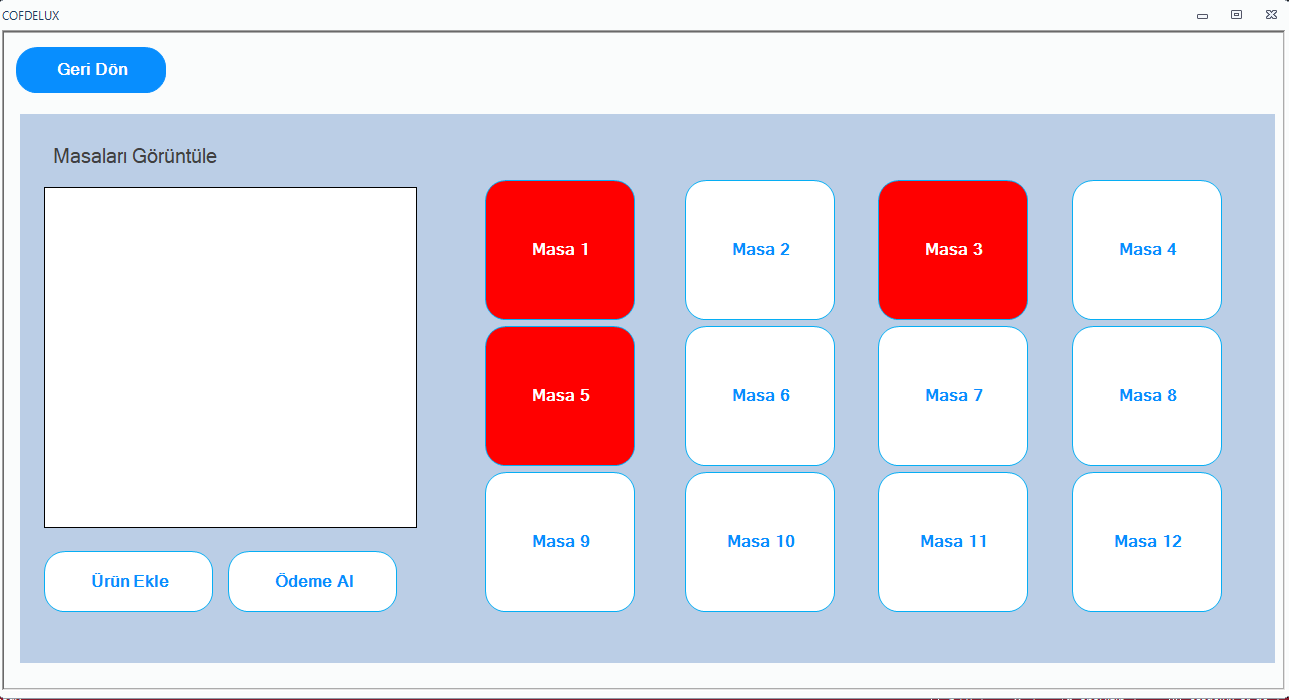 COFDELUX
Geri Dön
Masaları Görüntüle
Masa 1
Masa 2
Masa 3
Masa 4
Masa 5
Masa 6
Masa 7
Masa 8
Masa 9
Masa 10
Masa 11
Masa 12
Ürün Ekle
Ödeme Al